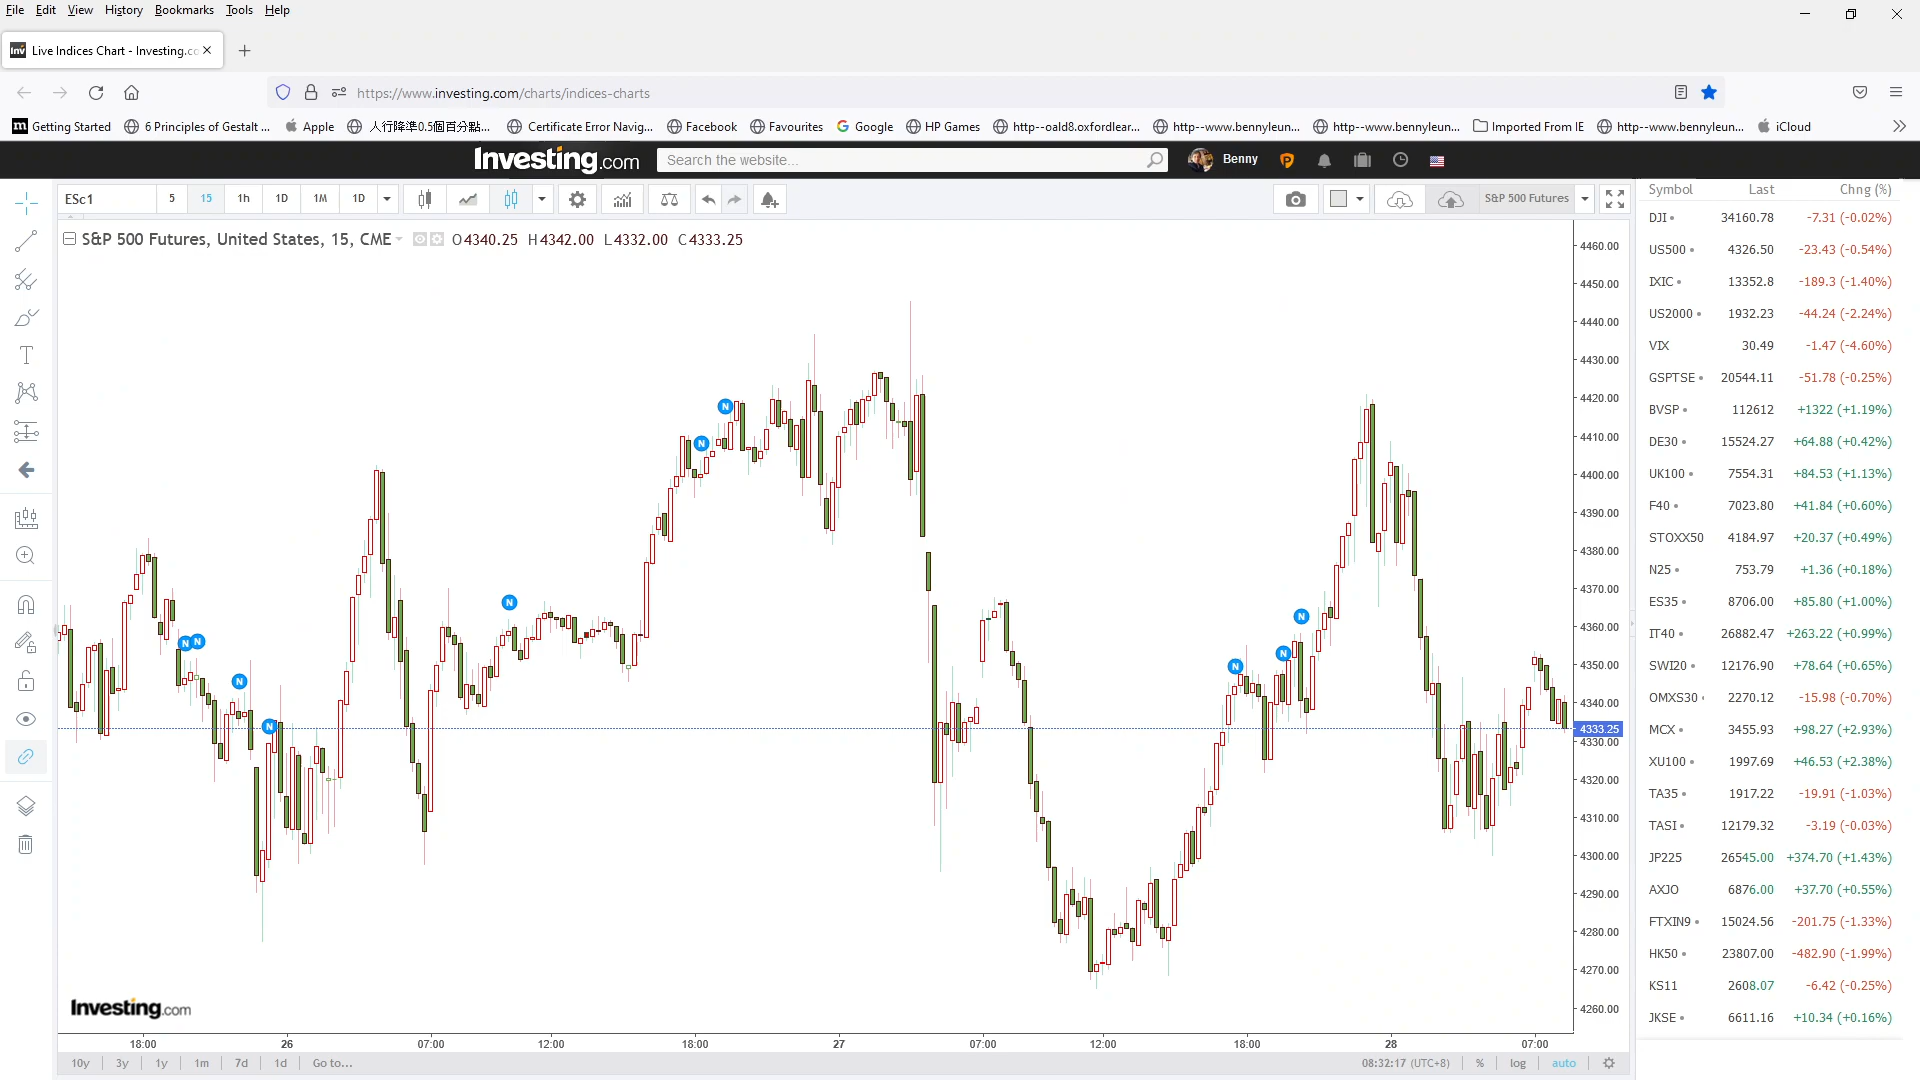 File Edit View History Bookmarks Tools Help
Live Indices Chart - Investing.co
https://www.investing.com/charts/indices-charts
Getting Started 6 Principles of Gestalt ... Apple 人行降準0.5個百分點... Certificate Error Navig... Facebook Favourites Google HP Games http--oald8.oxfordlear... http--www.bennyleun... http--www.bennyleun... Imported From IE http--www.bennyleun... iCloud
Investing.com Search the website... Benny
ESc1 5 15 1h 1D 1M 1D S&P 500 Futures
S&P 500 Futures, United States, 15, CME O4340.25 H4342.00 L4332.00 C4333.25
4460.00
4450.00
4440.00
4430.00
4420.00
4410.00
4400.00
4390.00
4380.00
4370.00
4360.00
4350.00
4340.00
4333.25
4330.00
4320.00
4310.00
4300.00
4290.00
4280.00
4270.00
4260.00
Investing.com
18:00 26 07:00 12:00 18:00 27 07:00 12:00 18:00 28 07:00
10y 3y 1y 1m 7d 1d Go to... 08:32:17 (UTC+8) % log auto
Symbol Last Chng (%)
DJI 34160.78 -7.31 (-0.02%)
US500 4326.50 -23.43 (-0.54%)
IXIC 13352.8 -189.3 (-1.40%)
US2000 1932.23 -44.24 (-2.24%)
VIX 30.49 -1.47 (-4.60%)
GSPTSE 20544.11 -51.78 (-0.25%)
BVSP 112612 +1322 (+1.19%)
DE30 15524.27 +64.88 (+0.42%)
UK100 7554.31 +84.53 (+1.13%)
F40 7023.80 +41.84 (+0.60%)
STOXX50 4184.97 +20.37 (+0.49%)
N25 753.79 +1.36 (+0.18%)
ES35 8706.00 +85.80 (+1.00%)
IT40 26882.47 +263.22 (+0.99%)
SWI20 12176.90 +78.64 (+0.65%)
OMXS30 2270.12 -15.98 (-0.70%)
MCX 3455.93 +98.27 (+2.93%)
XU100 1997.69 +46.53 (+2.38%)
TA35 1917.22 -19.91 (-1.03%)
TASI 12179.32 -3.19 (-0.03%)
JP225 26545.00 +374.70 (+1.43%)
AXJO 6876.00 +37.70 (+0.55%)
FTXIN9 15024.56 -201.75 (-1.33%)
HK50 23807.00 -482.90 (-1.99%)
KS11 2608.07 -6.42 (-0.25%)
JKSE 6611.16 +10.34 (+0.16%)